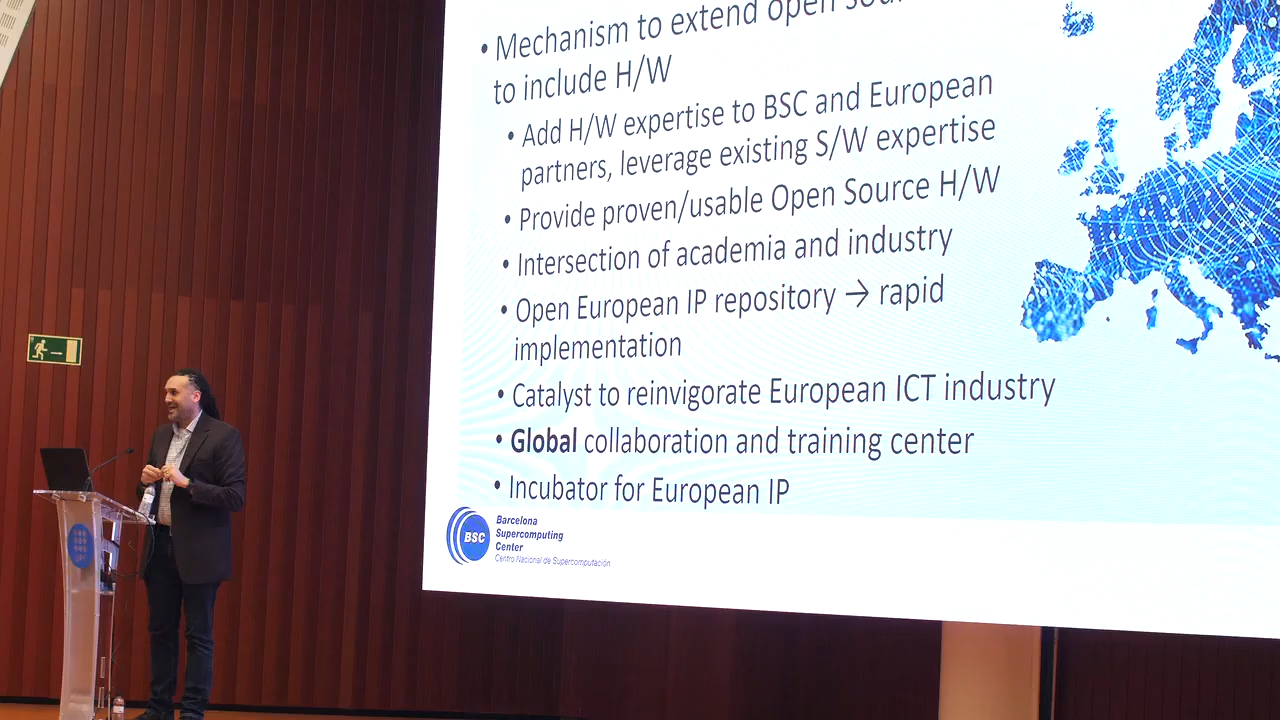 • Mechanism to extend open
to include H/W
• Add H/W expertise to BSC and European
partners, leverage existing S/W expertise
• Provide proven/usable Open Source H/W
• Intersection of academia and industry
• Open European IP repository → rapid
implementation
• Catalyst to reinvigorate European ICT industry
• Global collaboration and training center
• Incubator for European IP
BSC
Barcelona
Supercomputing
Center
Centro Nacional de Supercomputación